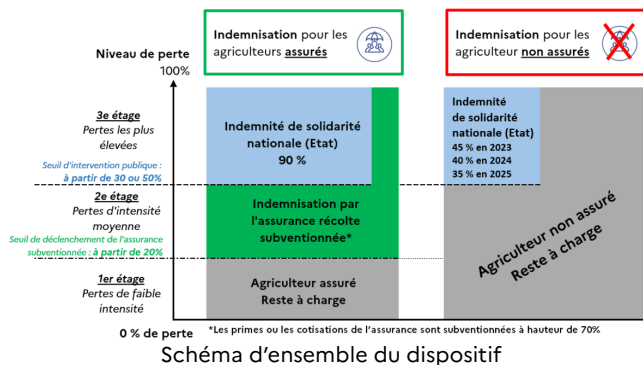 Indemnisation pour les
agriculteurs assurés
Indemnisation pour les
agriculteur non assurés
Niveau de perte
100%
3e étage
Pertes les plus
élevées
Seuil d'intervention publique :
à partir de 30 ou 50%
2e étage
Pertes d'intensité
moyenne
Seuil de déclenchement de l'assurance
subventionnée : à partir de 20%
1er étage
Pertes de faible
intensité
0 % de perte
Indemnité de solidarité
nationale (Etat)
90 %
Indemnisation par
l'assurance récolte
subventionnée*
Agriculteur assuré
Reste à charge
Indemnité
de solidarité
nationale (Etat)
45 % en 2023
40 % en 2024
35 % en 2025
Agriculteur non assuré
Reste à charge
*Les primes ou les cotisations de l'assurance sont subventionnées à hauteur de 70%
Schéma d'ensemble du dispositif